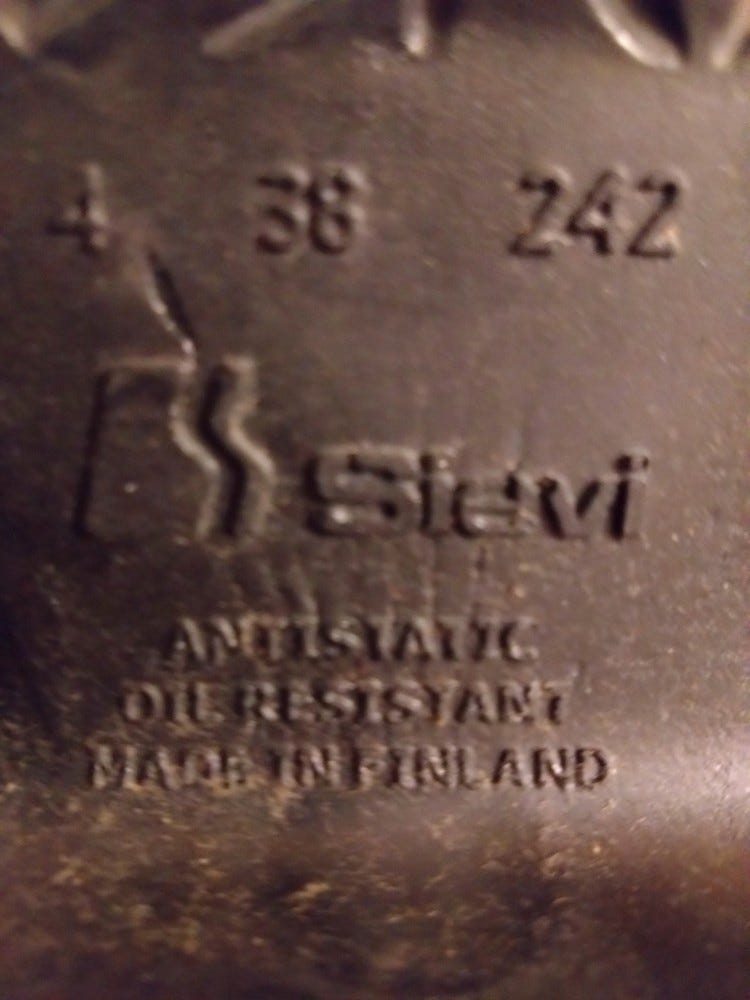 4 38 242
Sievi
ANTISTATIC
OIL RESISTANT
MADE IN FINLAND